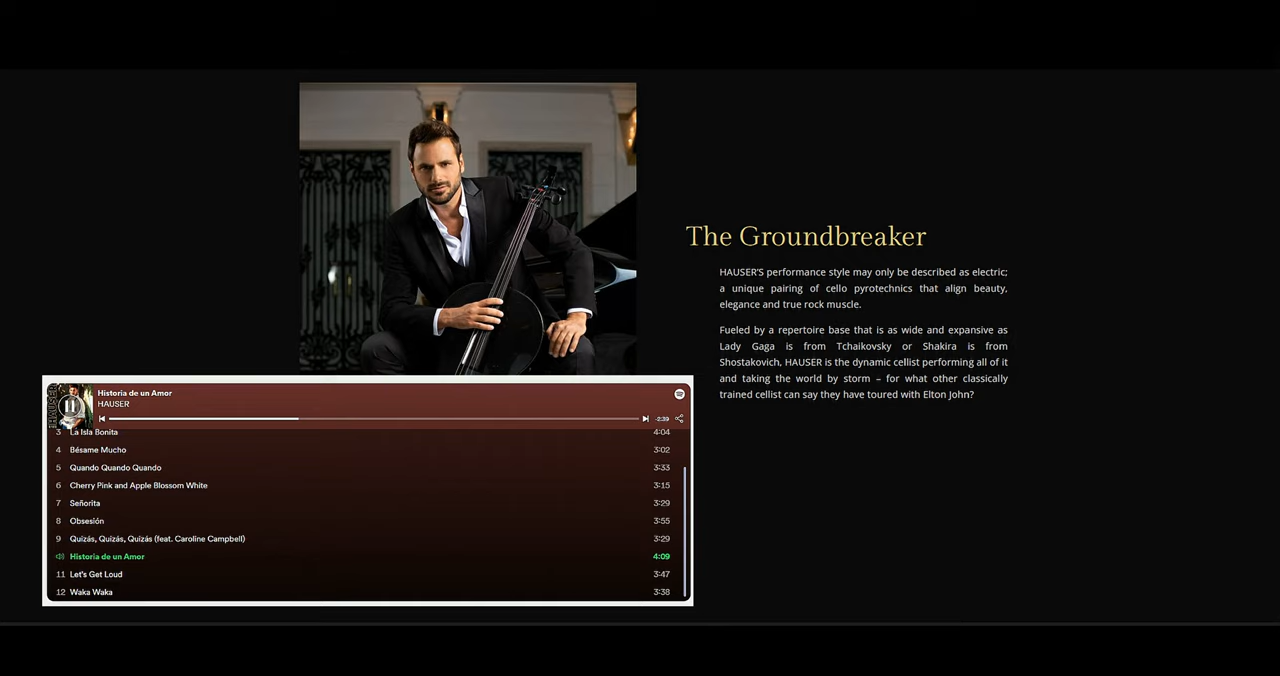 The Groundbreaker
HAUSER'S performance style may only be described as electric;
a unique pairing of cello pyrotechnics that align beauty,
elegance and true rock muscle.
Fueled by a repertoire base that is as wide and expansive as
Lady Gaga is from Tchaikovsky or Shakira is from
Shostakovich, HAUSER is the dynamic cellist performing all of it
and taking the world by storm – for what other classically
trained cellist can say they have toured with Elton John?
HAUSER
Historia de un Amor
HAUSER
-2:39
3 La Isla Bonita 4:04
4 Bésame Mucho 3:02
5 Quando Quando Quando 3:33
6 Cherry Pink and Apple Blossom White 3:15
7 Señorita 3:29
8 Obsesión 3:55
9 Quizás, Quizás, Quizás (feat. Caroline Campbell) 3:29
Historia de un Amor 4:09
11 Let's Get Loud 3:47
12 Waka Waka 3:38